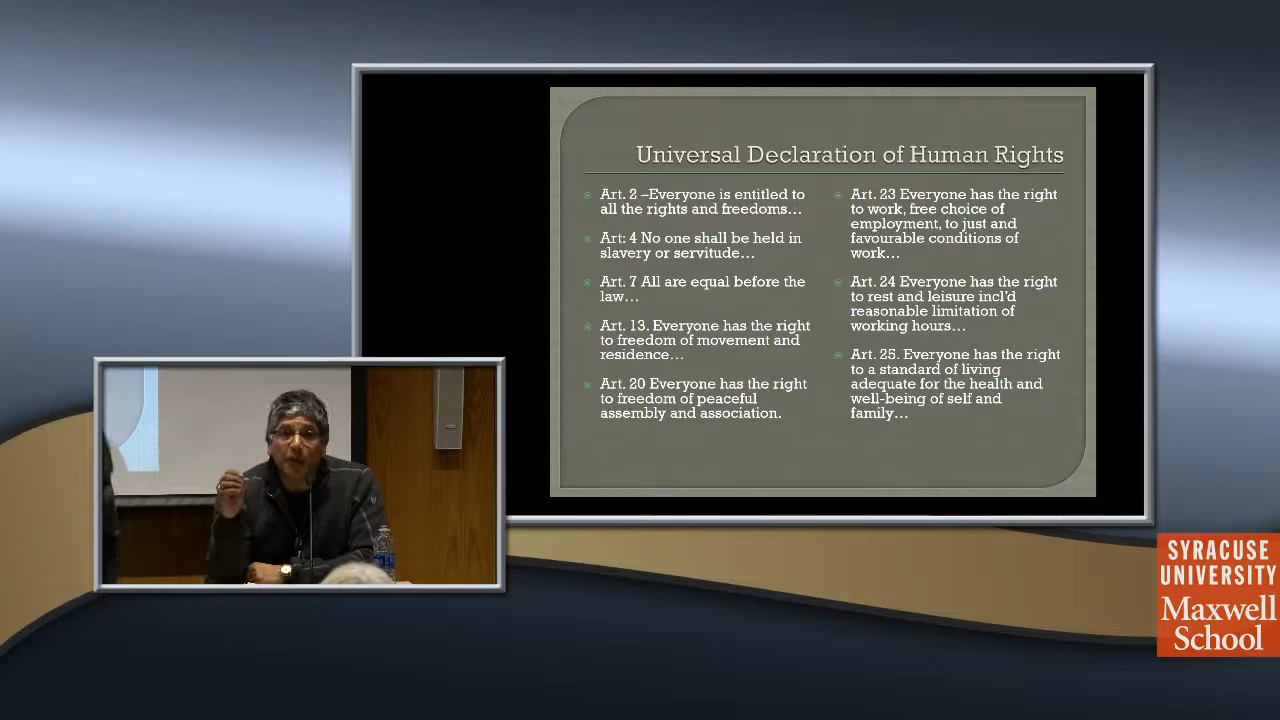 Universal Declaration of Human Rights
Art. 2 –Everyone is entitled to
all the rights and freedoms…
Art: 4 No one shall be held in
slavery or servitude…
Art. 7 All are equal before the
law…
Art. 13. Everyone has the right
to freedom of movement and
residence…
Art. 20 Everyone has the right
to freedom of peaceful
assembly and association.
Art. 23 Everyone has the right
to work, free choice of
employment, to just and
favourable conditions of
work…
Art. 24 Everyone has the right
to rest and leisure incl'd
reasonable limitation of
working hours…
Art. 25. Everyone has the right
to a standard of living
adequate for the health and
well-being of self and
family…
SYRACUSE
UNIVERSITY
Maxwell
School